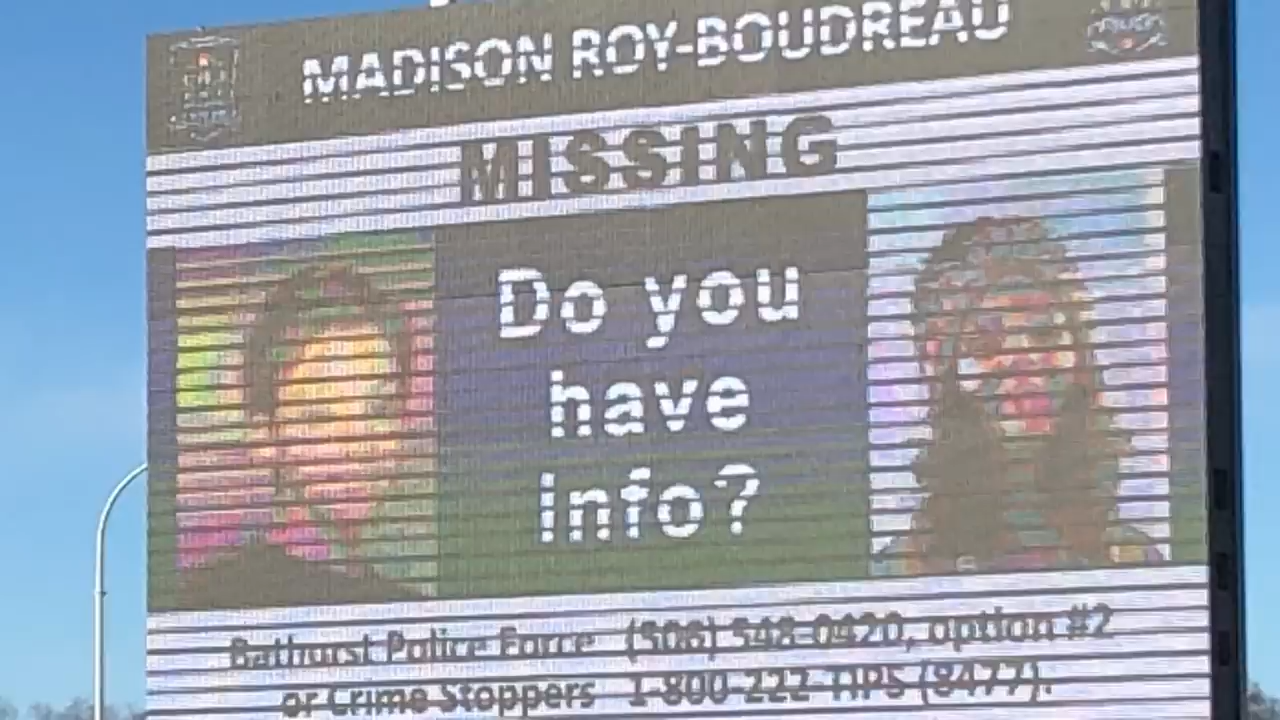 MADISON ROY-BOUDREAU
MISSING
Do you
have
info?
Bathurst Police Force (506) 548-0420, option #2
or Crime Stoppers 1-800-222-TIPS (8477).